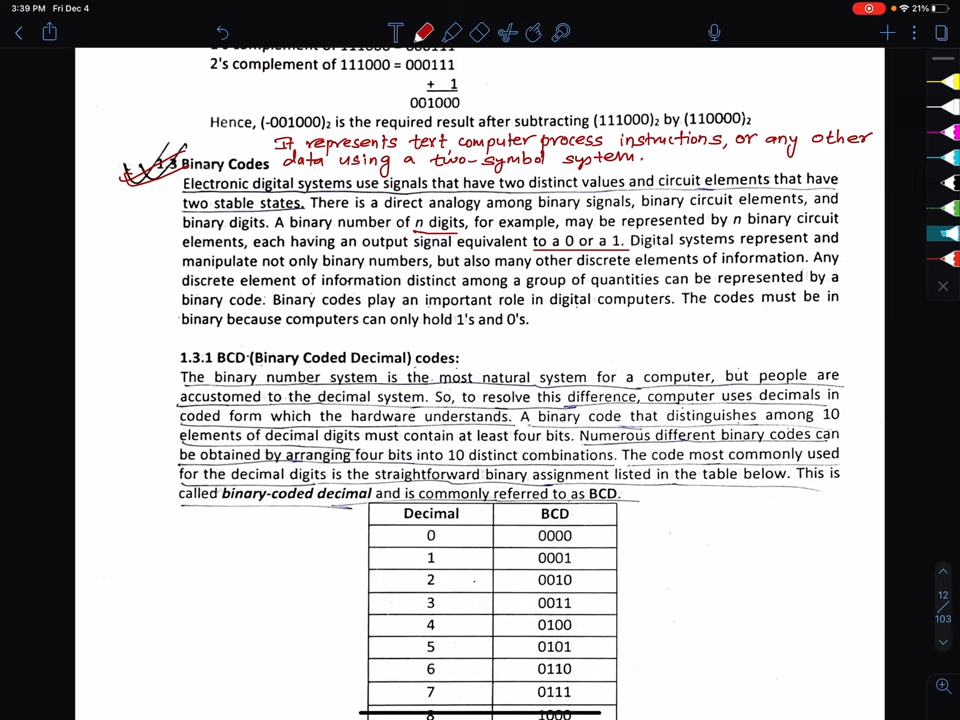 3:39 PM Fri Dec 4
21%
2's complement of 111000 = 000111
+ 1
001000
Hence, (-001000)₂ is the required result after subtracting (111000)₂ by (110000)₂
It represents text computer process instructions, or any other
data using a two-symbol system.
1.3 Binary Codes
Electronic digital systems use signals that have two distinct values and circuit elements that have
two stable states. There is a direct analogy among binary signals, binary circuit elements, and
binary digits. A binary number of n digits, for example, may be represented by n binary circuit
elements, each having an output signal equivalent to a 0 or a 1. Digital systems represent and
manipulate not only binary numbers, but also many other discrete elements of information. Any
discrete element of information distinct among a group of quantities can be represented by a
binary code. Binary codes play an important role in digital computers. The codes must be in
binary because computers can only hold 1's and 0's.
1.3.1 BCD (Binary Coded Decimal) codes:
The binary number system is the most natural system for a computer, but people are
accustomed to the decimal system. So, to resolve this difference, computer uses decimals in
coded form which the hardware understands. A binary code that distinguishes among 10
elements of decimal digits must contain at least four bits. Numerous different binary codes can
be obtained by arranging four bits into 10 distinct combinations. The code most commonly used
for the decimal digits is the straightforward binary assignment listed in the table below. This is
called binary-coded decimal and is commonly referred to as BCD.
Decimal BCD
0 0000
1 0001
2 0010
3 0011
4 0100
5 0101
6 0110
7 0111
8 1000
12
103